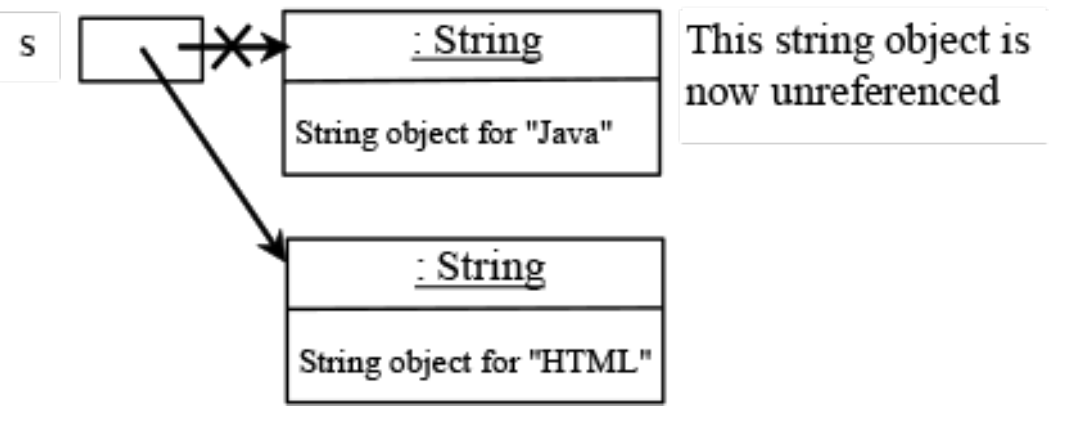 s
: String
This string object is
now unreferenced
String object for "Java"
: String
String object for "HTML"